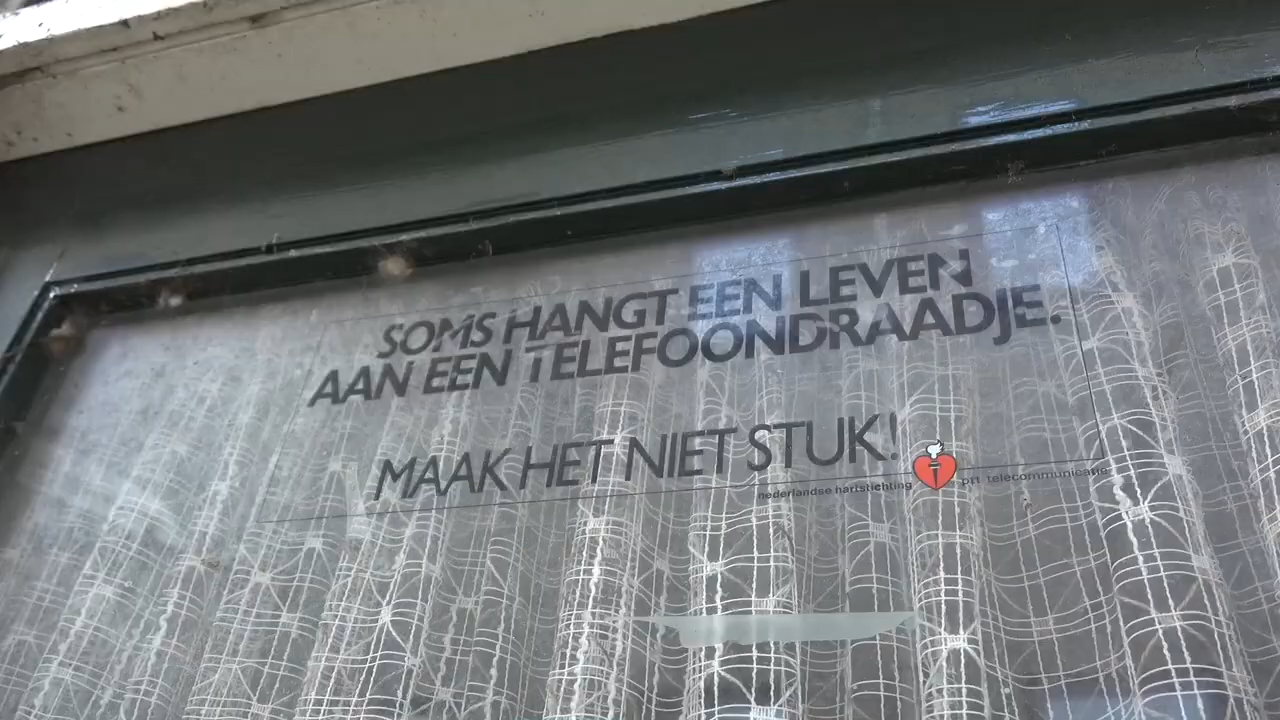 SOMS HANGT EEN LEVEN
AAN EEN TELEFOONDRAADJE.
MAAK HET NIET STUK!
nederlandse hartstichting ptt telecommunicatie